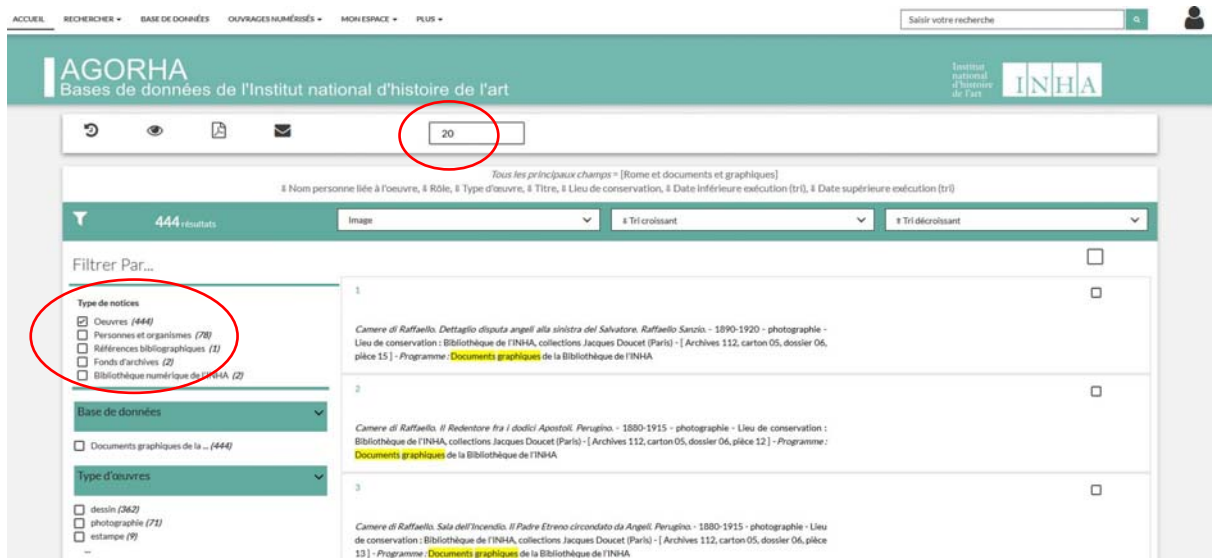 ACCUEIL RECHERCHER BASE DE DONNÉES OUVRAGES NUMÉRISÉS MON ESPACE PLUS Saisir votre recherche
AGORHA
Bases de données de l'Institut national d'histoire de l'art
Institut
national
d'histoire
de l'art
INHA
20
Tous les principaux champs = [Rome et documents et graphiques]
⇟ Nom personne liée à l'oeuvre, ⇟ Rôle, ⇟ Type d'œuvre, ⇟ Titre, ⇟ Lieu de conservation, ⇟ Date inférieure exécution (tri), ⇟ Date supérieure exécution (tri)
444 résultats Image ⇟ Tri croissant ⇞ Tri décroissant
Filtrer Par...
Type de notices
Oeuvres (444)
Personnes et organismes (78)
Références bibliographiques (1)
Fonds d'archives (2)
Bibliothèque numérique de l'INHA (2)
Base de données
Documents graphiques de la ... (444)
Type d'œuvres
dessin (362)
photographie (71)
estampe (9)
...
1
Camere di Raffaello. Dettaglio disputa angeli alla sinistra del Salvatore. Raffaello Sanzio. - 1890-1920 - photographie -
Lieu de conservation : Bibliothèque de l'INHA, collections Jacques Doucet (Paris) - [ Archives 112, carton 05, dossier 06,
pièce 15 ] - Programme : Documents graphiques de la Bibliothèque de l'INHA
2
Camere di Raffaello. Il Redentore fra i dodici Apostoli. Perugino. - 1880-1915 - photographie - Lieu de conservation :
Bibliothèque de l'INHA, collections Jacques Doucet (Paris) - [ Archives 112, carton 05, dossier 06, pièce 12 ] - Programme :
Documents graphiques de la Bibliothèque de l'INHA
3
Camere di Raffaello. Sala dell'Incendio. Il Padre Etreno circondato da Angeli. Perugino. - 1880-1915 - photographie - Lieu
de conservation : Bibliothèque de l'INHA, collections Jacques Doucet (Paris) - [ Archives 112, carton 05, dossier 06, pièce
13 ] - Programme : Documents graphiques de la Bibliothèque de l'INHA